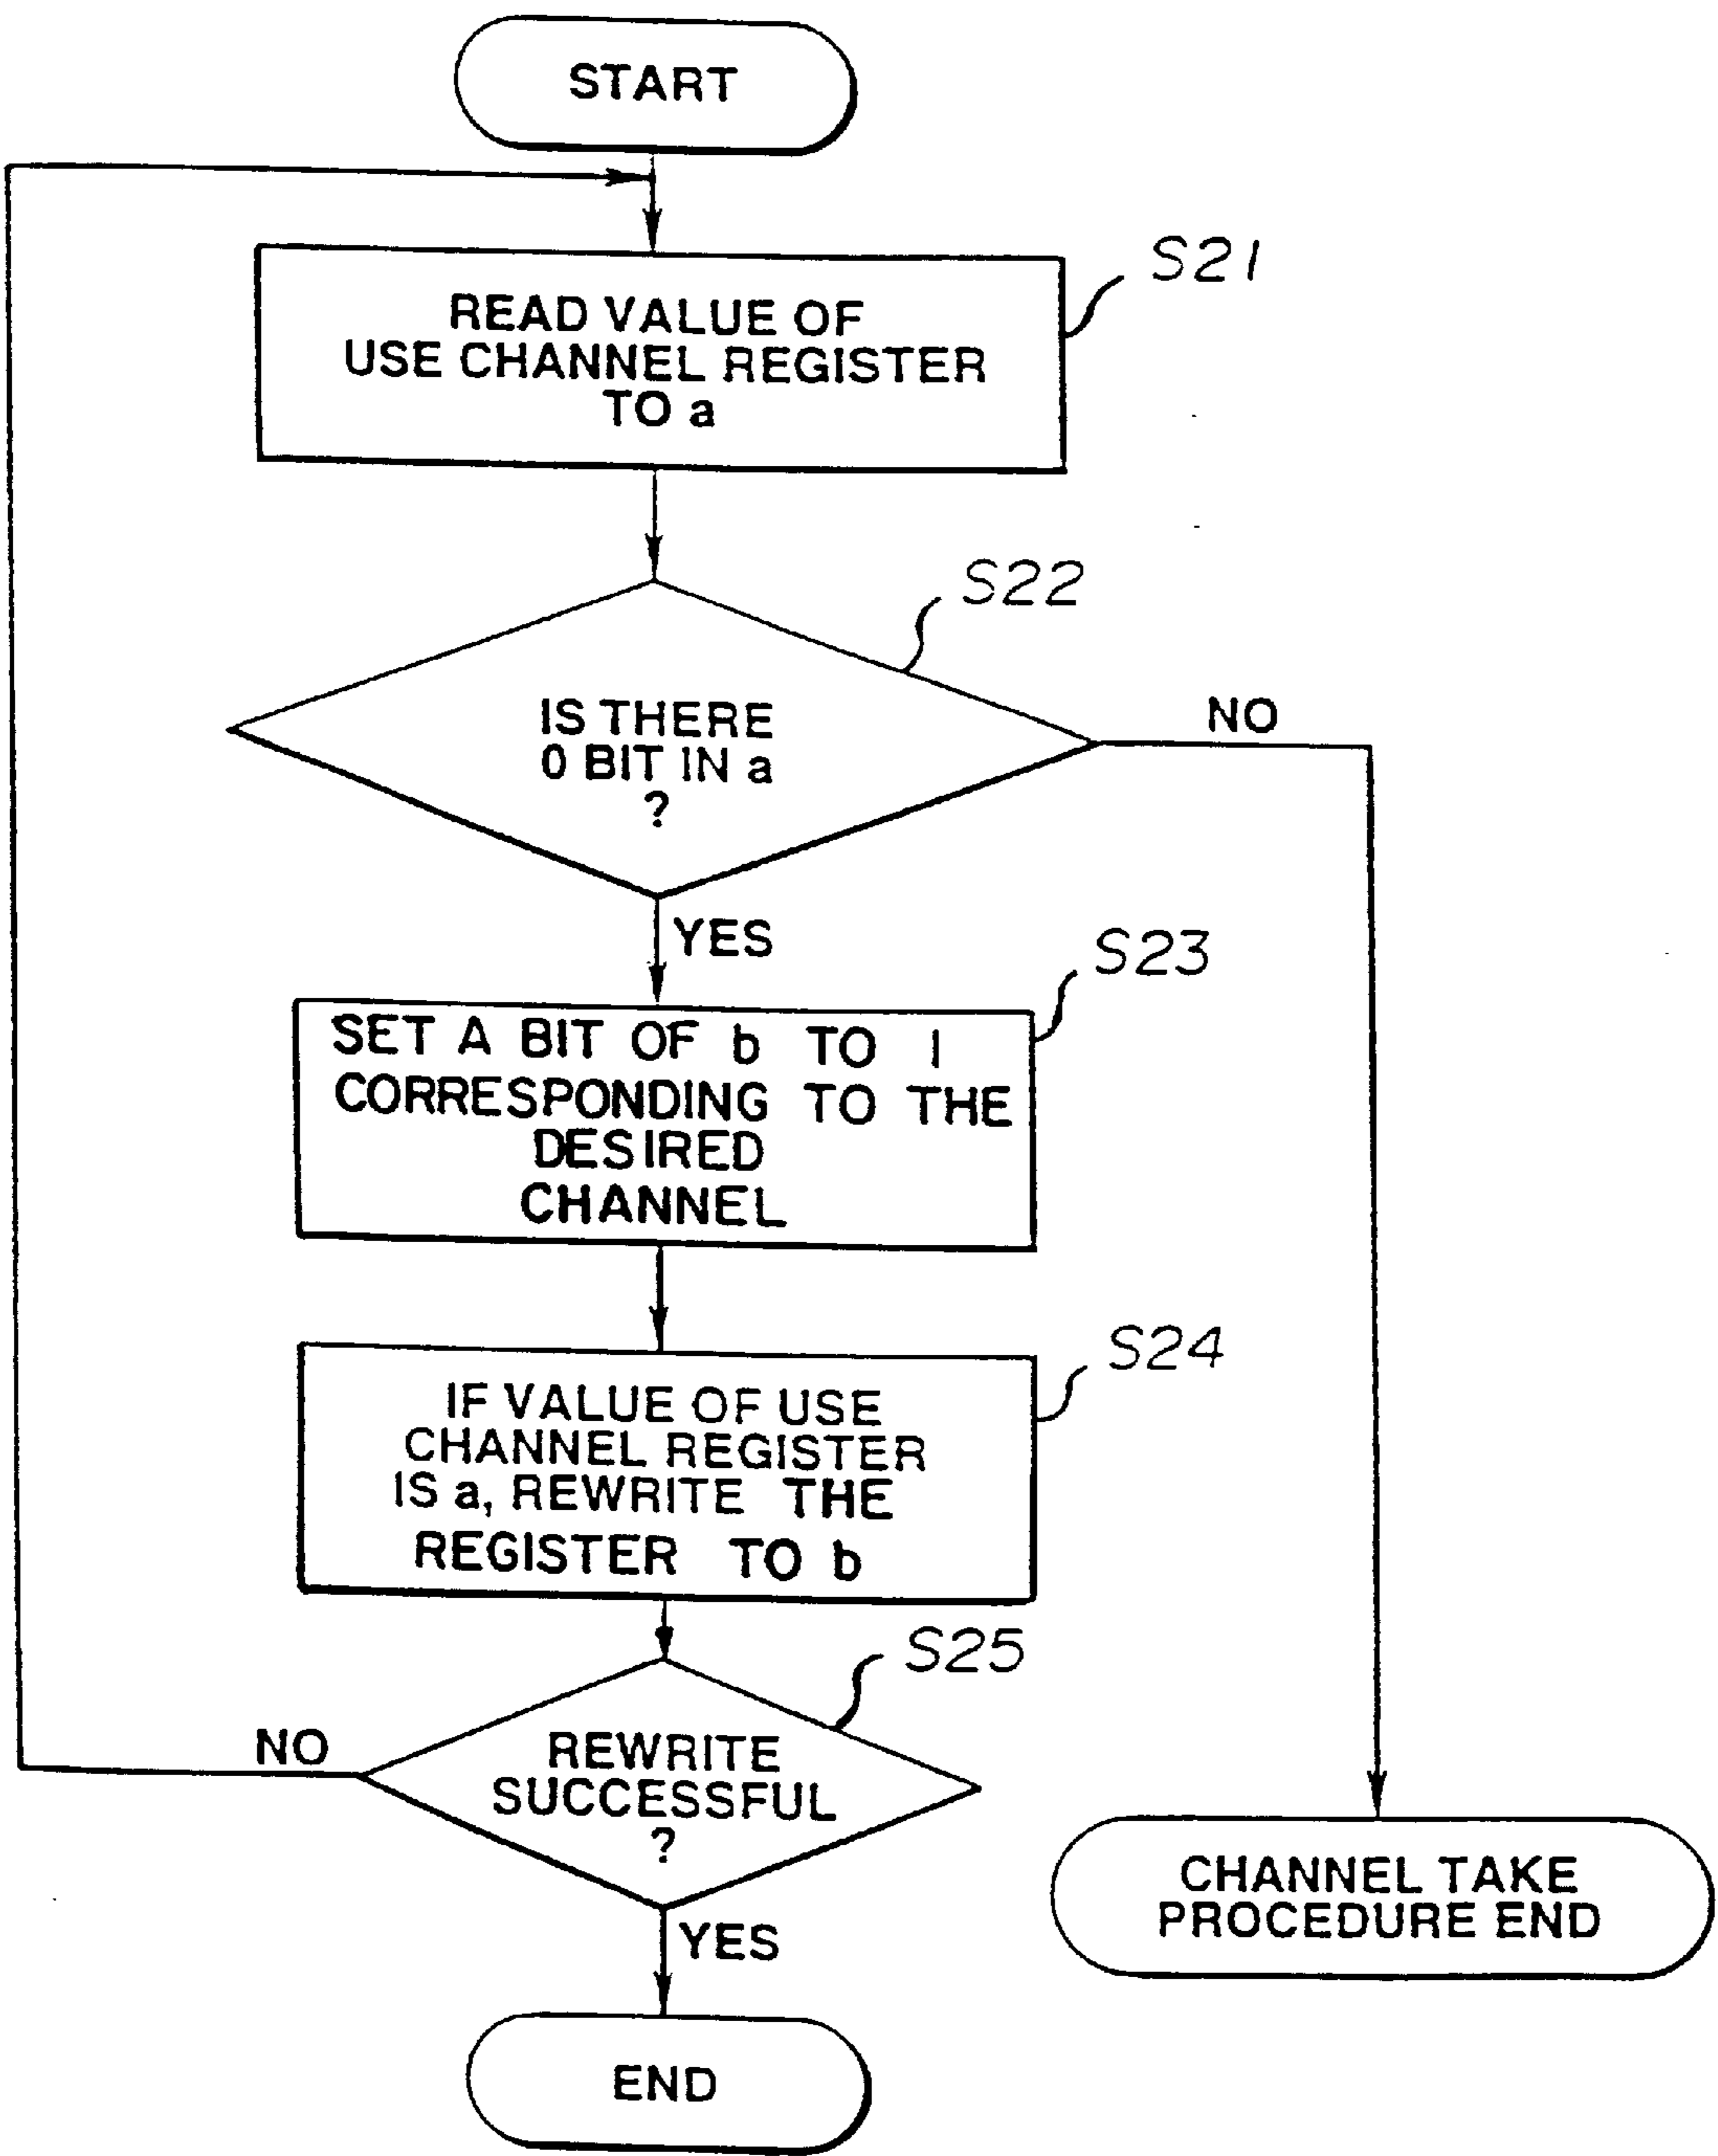 START
S21
READ VALUE OF
USE CHANNEL REGISTER
TO a
S22
IS THERE
0 BIT IN a
?
NO
YES
S23
SET A BIT OF b TO 1
CORRESPONDING TO THE
DESIRED
CHANNEL
S24
IF VALUE OF USE
CHANNEL REGISTER
IS a, REWRITE THE
REGISTER TO b
S25
NO
REWRITE
SUCCESSFUL
?
YES
CHANNEL TAKE
PROCEDURE END
END